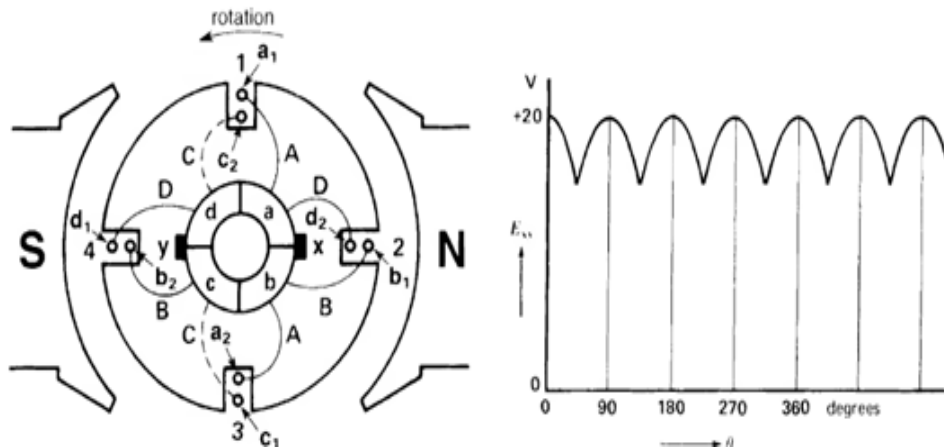 rotation
1
a₁
C
c₂
A
D
d
a
D
d₁
d₂
S
4
y
x
2
N
b₂
c
b
b₁
B
B
C
a₂
A
3
c₁
V
+20
0
0 90 180 270 360 degrees
θ